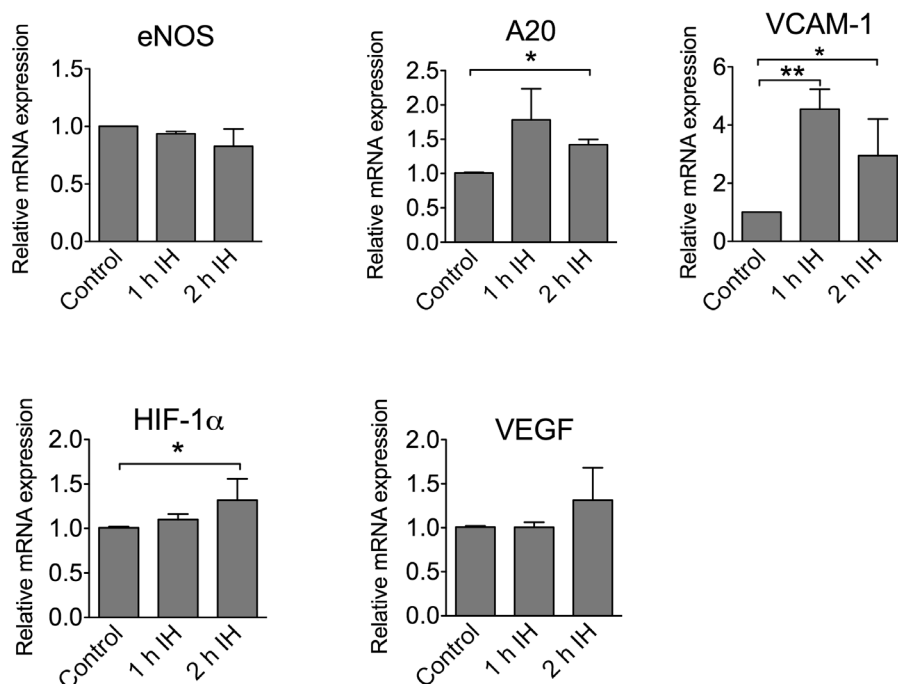 eNOS
Relative mRNA expression
1.5
1.0
0.5
0.0
Control
1 h IH
2 h IH
A20
Relative mRNA expression
2.5
2.0
1.5
1.0
0.5
0.0
*
Control
1 h IH
2 h IH
VCAM-1
Relative mRNA expression
6
4
2
0
*
**
Control
1 h IH
2 h IH
HIF-1α
Relative mRNA expression
2.0
1.5
1.0
0.5
0.0
*
Control
1 h IH
2 h IH
VEGF
Relative mRNA expression
2.0
1.5
1.0
0.5
0.0
Control
1 h IH
2 h IH